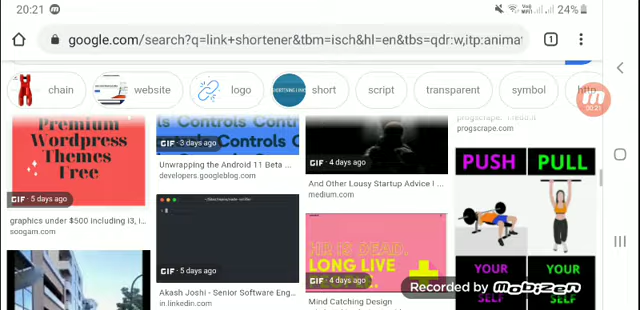 20:21
24%
google.com/search?q=link+shortener&tbm=isch&hl=en&tbs=qdr:w,itp:animat
1
chain
website
logo
short
script
transparent
symbol
http
20:21
Premium
Wordpress
Themes
Free
GIF • 5 days ago
graphics under $500 including i3, i...
soogam.com
Controls
GIF • 3 days ago
Unwrapping the Android 11 Beta ...
developers.googleblog.com
GIF • 5 days ago
Akash Joshi - Senior Software Eng...
in.linkedin.com
GIF • 4 days ago
And Other Lousy Startup Advice I ...
medium.com
HR IS DEAD.
LONG LIVE
GIF • 4 days ago
Mind Catching Design
progscrape.com
PUSH
PULL
YOUR
SELF
YOUR
SELF
Recorded by mobizen